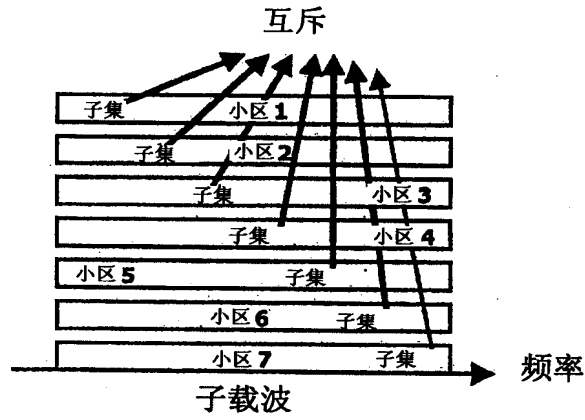 互斥
子集 小区 1
子集 小区 2
子集 小区 3
子集 小区 4
小区 5 子集
小区 6 子集
小区 7 子集
频率
子载波